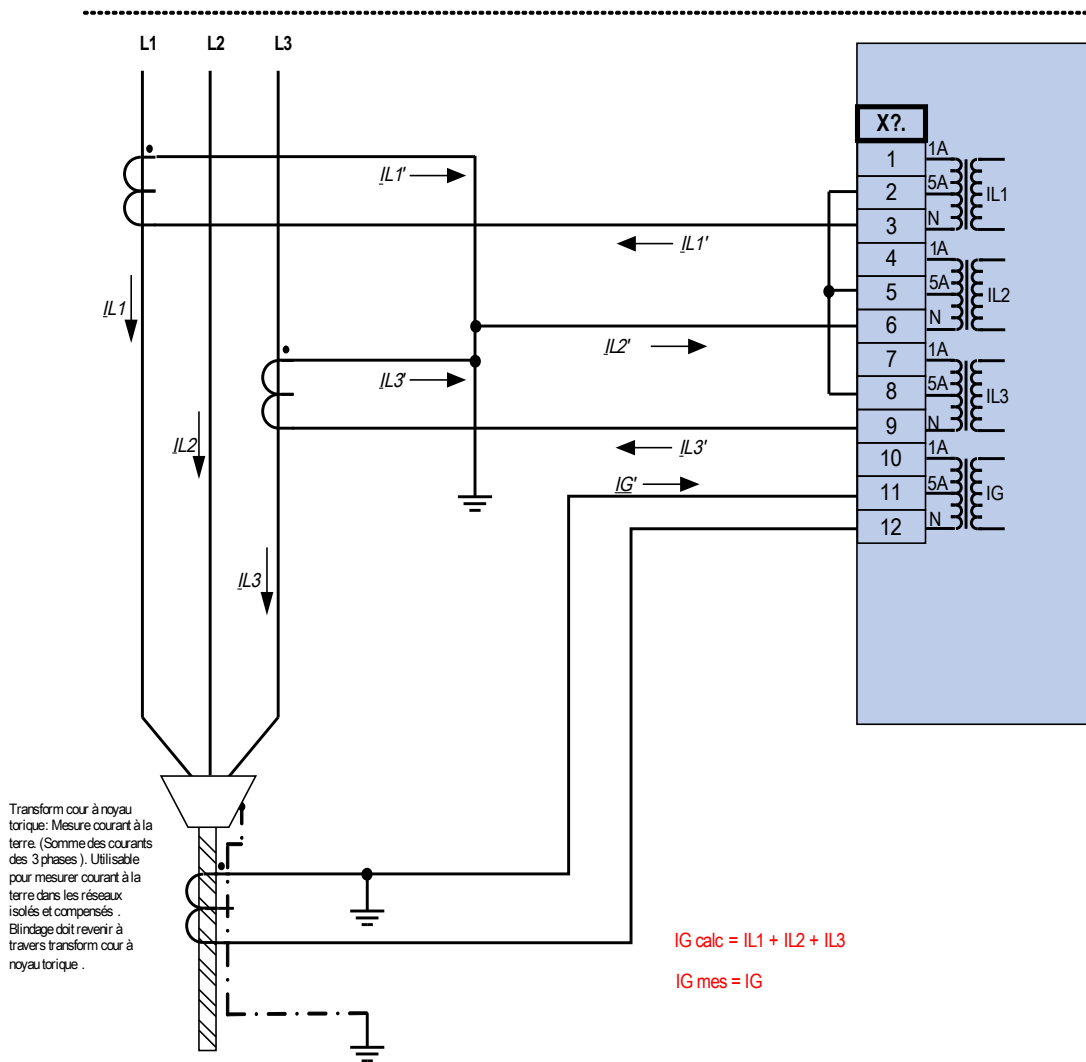 L1 L2 L3
X?.
1 1A
2 5A IL1
3 N
4 1A
5 5A IL2
6 N
7 1A
8 5A IL3
9 N
10 1A
11 5A IG
12 N
IL1'
IL1'
IL1
IL2'
IL3'
IL2
IL3'
IG'
IL3
Transform cour à noyau
torique: Mesure courant à la
terre. (Somme des courants
des 3 phases ). Utilisable
pour mesurer courant à la
terre dans les réseaux
isolés et compensés .
Blindage doit revenir à
travers transform cour à
noyau torique .
IG calc = IL1 + IL2 + IL3
IG mes = IG